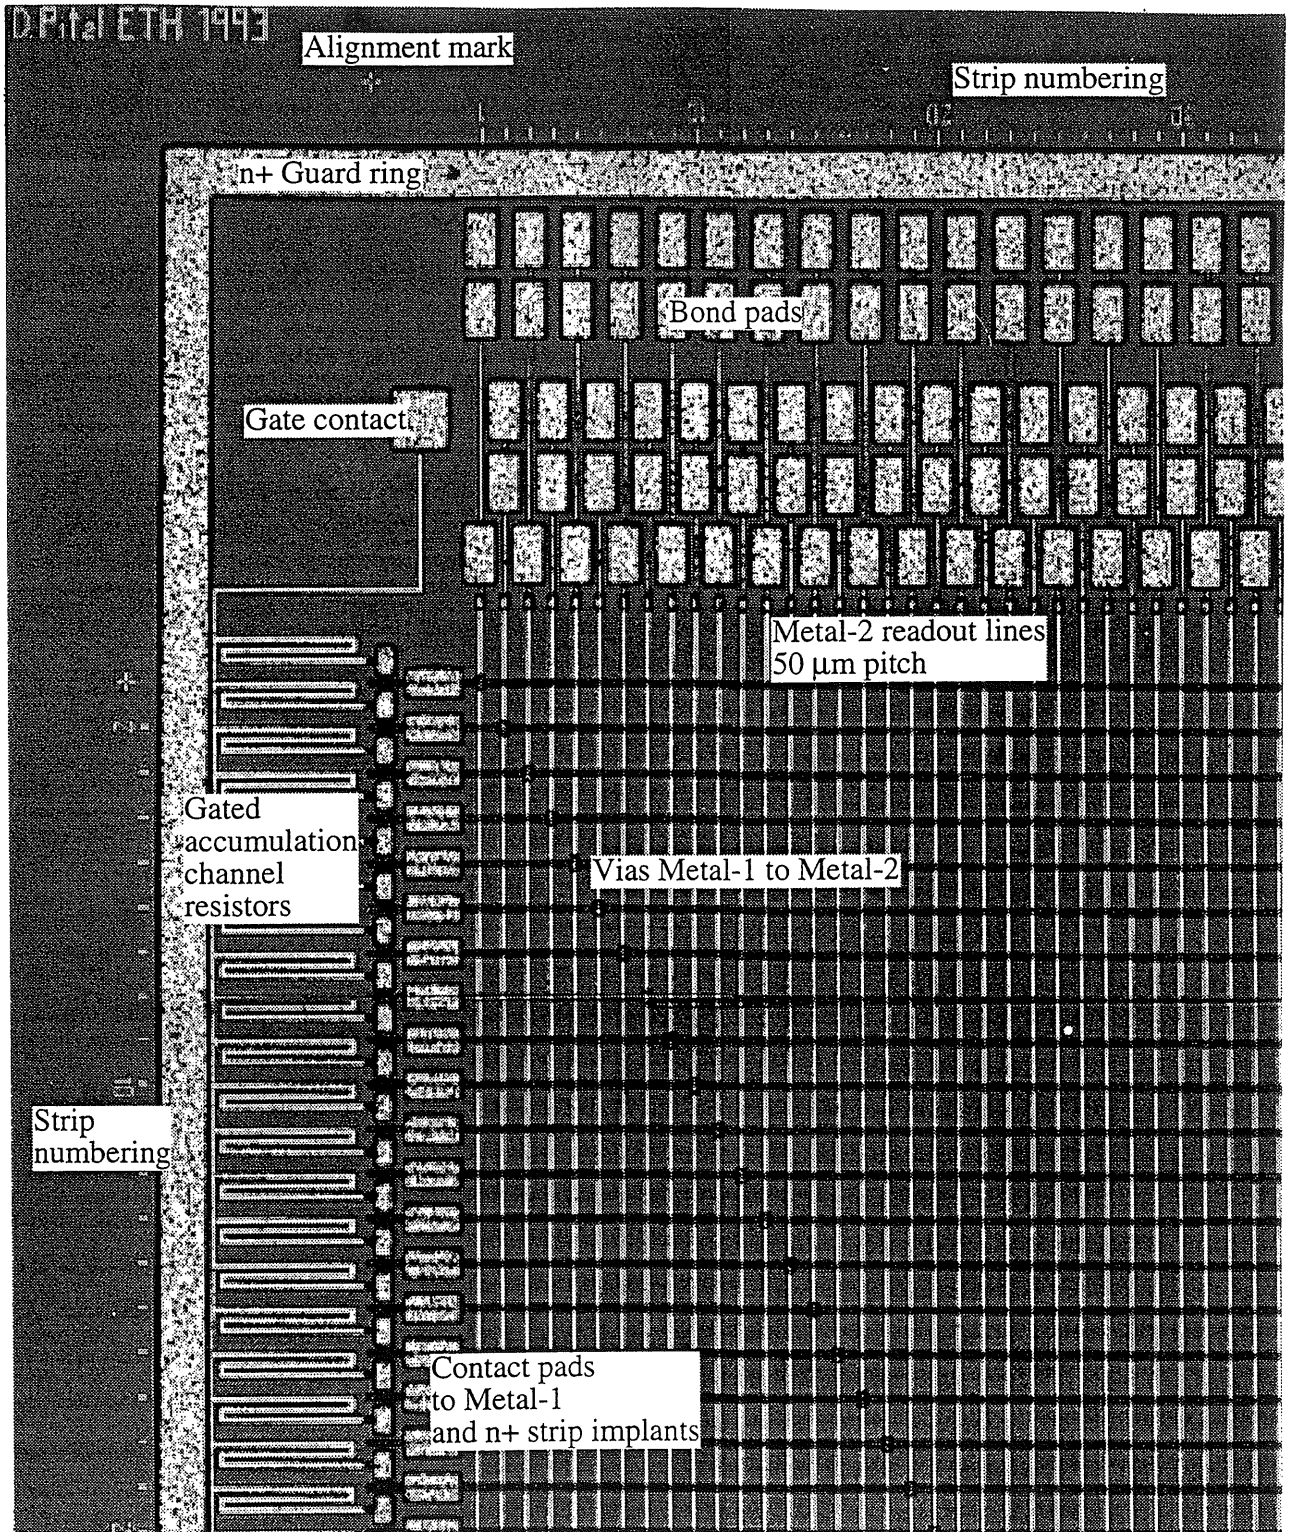 D.Pitzl ETH 1993
Alignment mark
Strip numbering
1
20
n+ Guard ring
Bond pads
Gate contact
Metal-2 readout lines
50 µm pitch
Gated
accumulation
channel
resistors
Vias Metal-1 to Metal-2
Strip
numbering
Contact pads
to Metal-1
and n+ strip implants